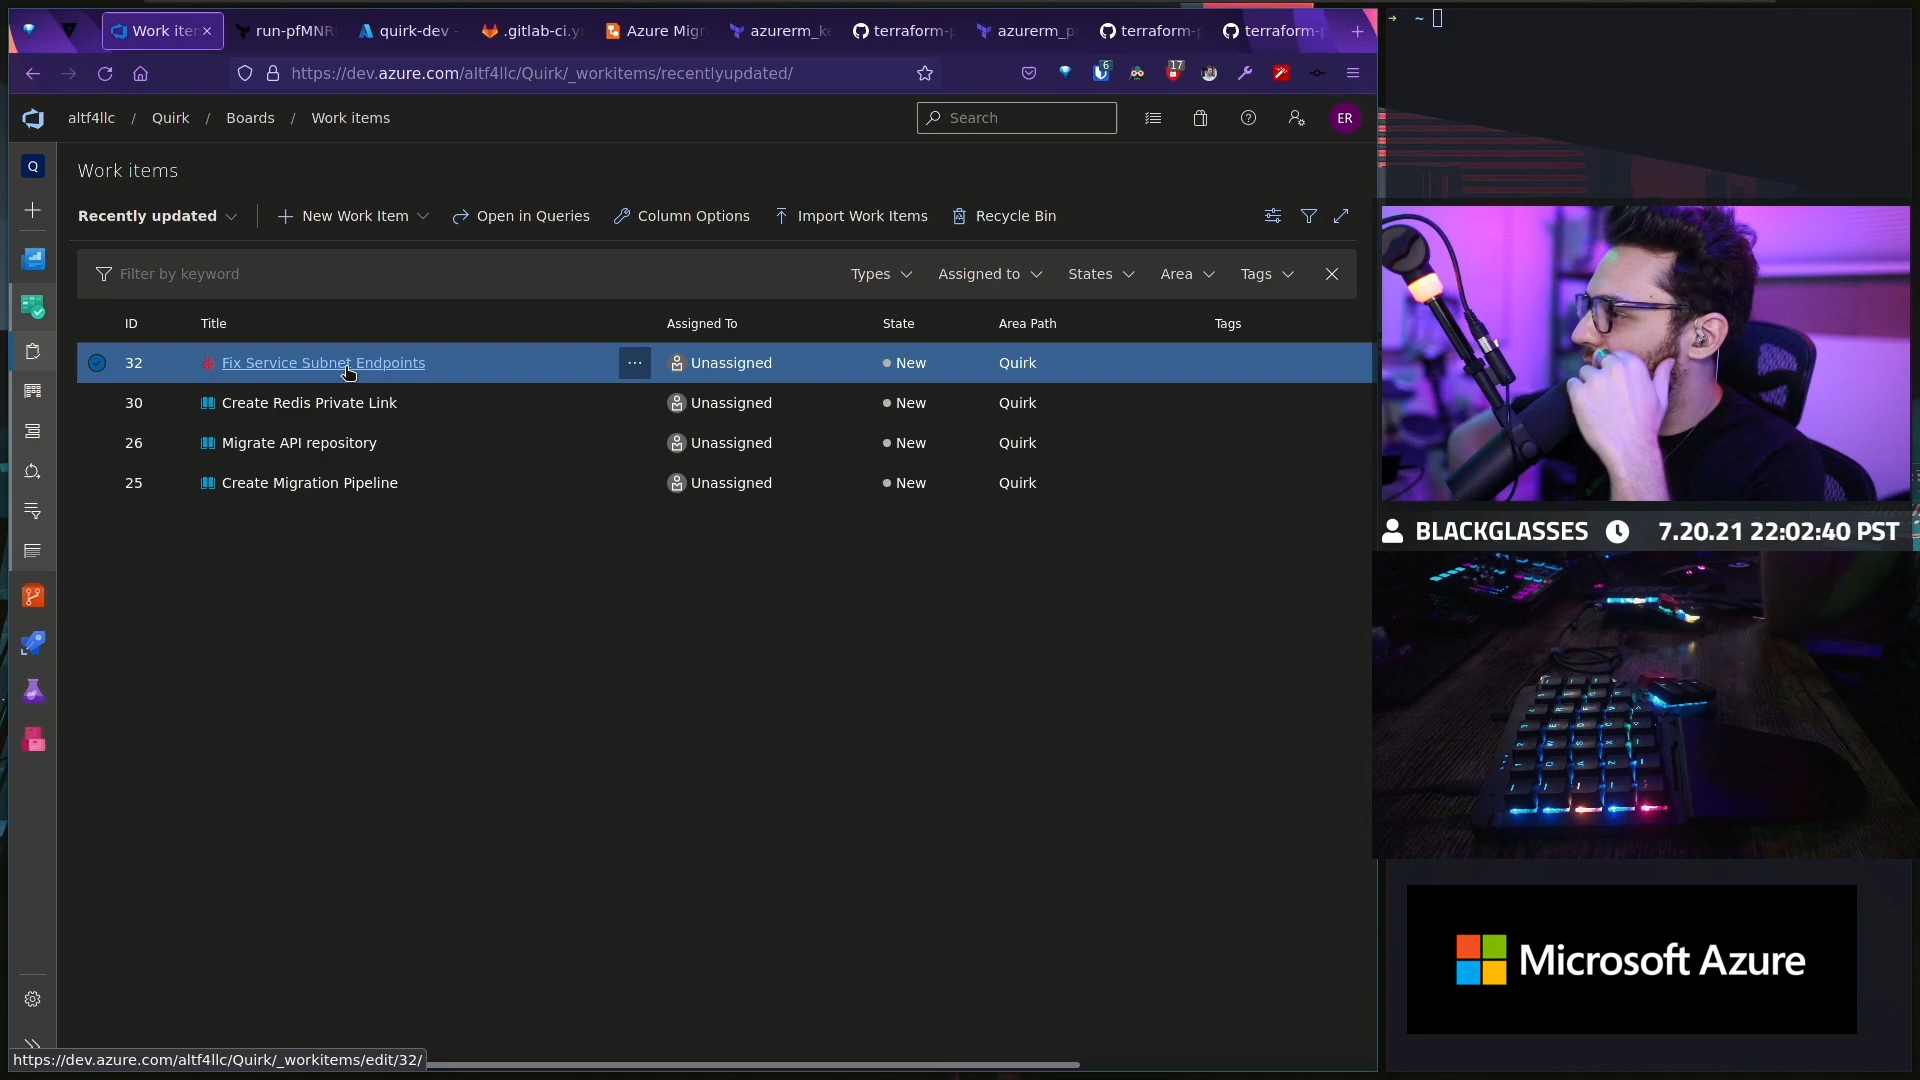 Work iter
run-pfMNR
quirk-dev -
.gitlab-ci.y
Azure Migr
azurerm_ke
terraform-p
azurerm_pr
terraform-p
terraform-p
https://dev.azure.com/altf4llc/Quirk/_workitems/recentlyupdated/
6
17
altf4llc / Quirk / Boards / Work items
Search
ER
Q
Work items
Recently updated
New Work Item
Open in Queries
Column Options
Import Work Items
Recycle Bin
Filter by keyword
Types
Assigned to
States
Area
Tags
ID Title Assigned To State Area Path Tags
32 Fix Service Subnet Endpoints ... Unassigned New Quirk
30 Create Redis Private Link Unassigned New Quirk
26 Migrate API repository Unassigned New Quirk
25 Create Migration Pipeline Unassigned New Quirk
https://dev.azure.com/altf4llc/Quirk/_workitems/edit/32/
~
BLACKGLASSES 7.20.21 22:02:40 PST
Microsoft Azure